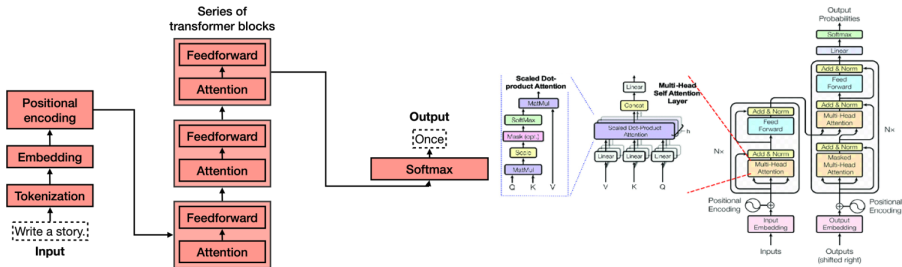 Series of
transformer blocks
Feedforward
Attention
Feedforward
Attention
Feedforward
Attention
Positional
encoding
Embedding
Tokenization
Write a story.
Input
Output
Once
Softmax
Scaled Dot-
product Attention
MatMul
SoftMax
Mask (opt.)
Scale
MatMul
Q K V
Multi-Head
Self Attention
Layer
Linear
Concat
Scaled Dot-Product
Attention
h
Linear Linear Linear
V K Q
Output
Probabilities
Softmax
Linear
Add & Norm
Feed
Forward
Add & Norm
Multi-Head
Attention
Add & Norm
Masked
Multi-Head
Attention
Nx
Positional
Encoding
Output
Embedding
Outputs
(shifted right)
Add & Norm
Feed
Forward
Nx
Add & Norm
Multi-Head
Attention
Positional
Encoding
Input
Embedding
Inputs